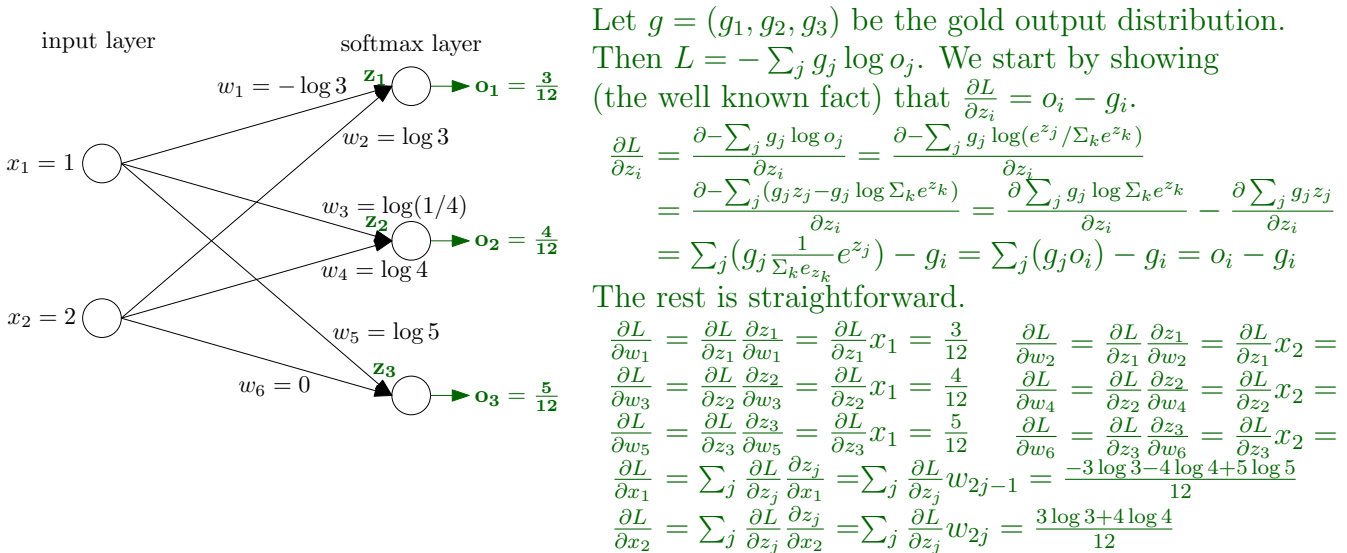 input layer
softmax layer
w₁ = − log 3
z₁
o₁ = 3/12
w₂ = log 3
x₁ = 1
w₃ = log(1/4)
z₂
o₂ = 4/12
w₄ = log 4
x₂ = 2
w₅ = log 5
z₃
w₆ = 0
o₃ = 5/12
Let g = (g₁, g₂, g₃) be the gold output distribution.
Then L = − ∑ⱼ gⱼ log oⱼ. We start by showing
(the well known fact) that ∂L/∂zᵢ = oᵢ − gᵢ.
∂L/∂zᵢ = ∂−∑ⱼ gⱼ log oⱼ / ∂zᵢ = ∂−∑ⱼ gⱼ log(e^{zⱼ}/Σₖe^{zₖ}) / ∂zᵢ
= ∂−∑ⱼ(gⱼzⱼ−gⱼ log Σₖe^{zₖ}) / ∂zᵢ = ∂∑ⱼ gⱼ log Σₖe^{zₖ} / ∂zᵢ − ∂∑ⱼ gⱼzⱼ / ∂zᵢ
= ∑ⱼ(gⱼ 1/Σₖe_{zₖ} e^{zⱼ}) − gᵢ = ∑ⱼ(gⱼoᵢ) − gᵢ = oᵢ − gᵢ
The rest is straightforward.
∂L/∂w₁ = ∂L/∂z₁ ∂z₁/∂w₁ = ∂L/∂z₁ x₁ = 3/12 ∂L/∂w₂ = ∂L/∂z₁ ∂z₁/∂w₂ = ∂L/∂z₁ x₂ =
∂L/∂w₃ = ∂L/∂z₂ ∂z₂/∂w₃ = ∂L/∂z₂ x₁ = 4/12 ∂L/∂w₄ = ∂L/∂z₂ ∂z₂/∂w₄ = ∂L/∂z₂ x₂ =
∂L/∂w₅ = ∂L/∂z₃ ∂z₃/∂w₅ = ∂L/∂z₃ x₁ = 5/12 ∂L/∂w₆ = ∂L/∂z₃ ∂z₃/∂w₆ = ∂L/∂z₃ x₂ =
∂L/∂x₁ = ∑ⱼ ∂L/∂zⱼ ∂zⱼ/∂x₁ = ∑ⱼ ∂L/∂zⱼ w₂ⱼ₋₁ = (−3 log 3−4 log 4+5 log 5)/12
∂L/∂x₂ = ∑ⱼ ∂L/∂zⱼ ∂zⱼ/∂x₂ = ∑ⱼ ∂L/∂zⱼ w₂ⱼ = (3 log 3+4 log 4)/12